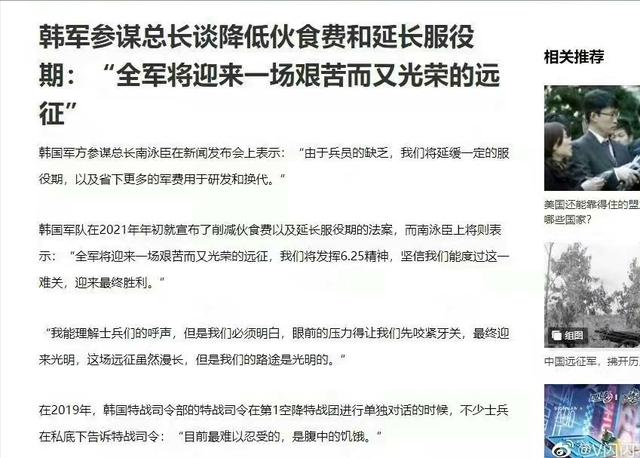 韩军参谋总长谈降低伙食费和延长服役
期：“全军将迎来一场艰苦而又光荣的远
征”
韩国军方参谋总长南泳臣在新闻发布会上表示：“由于兵员的缺乏，我们将延缓一定的服
役期，以及省下更多的军费用于研发和换代。”
韩国军队在2021年年初就宣布了削减伙食费以及延长服役期的法案，而南泳臣上将则表
示：“全军将迎来一场艰苦而又光荣的远征，我们将发挥6.25精神，坚信我们能度过这一
难关，迎来最终胜利。”
“我能理解士兵们的呼声，但是我们必须明白，眼前的压力得让我们先咬紧牙关，最终迎
来光明，这场远征虽然漫长，但是我们的路途是光明的。”
在2019年，韩国特战司令部的特战司令在第1空降特战团进行单独对话的时候，不少士兵
在私底下告诉特战司令：“目前最难以忍受的，是腹中的饥饿。”
相关推荐
美国还能靠得住的盟
哪些国家？
组图
中国远征军，拂开历